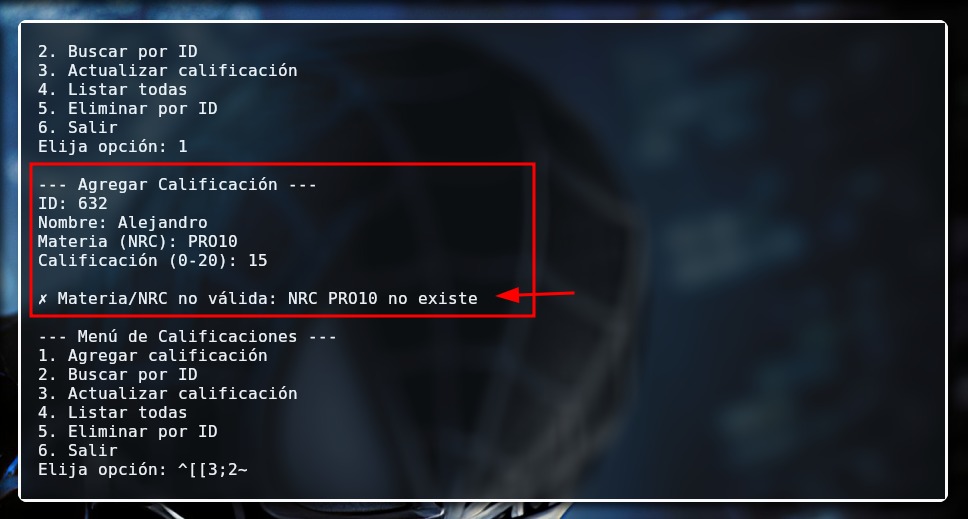 2. Buscar por ID
3. Actualizar calificación
4. Listar todas
5. Eliminar por ID
6. Salir
Elija opción: 1
--- Agregar Calificación ---
ID: 632
Nombre: Alejandro
Materia (NRC): PRO10
Calificación (0-20): 15
✗ Materia/NRC no válida: NRC PRO10 no existe
--- Menú de Calificaciones ---
1. Agregar calificación
2. Buscar por ID
3. Actualizar calificación
4. Listar todas
5. Eliminar por ID
6. Salir
Elija opción: ^[[3;2~